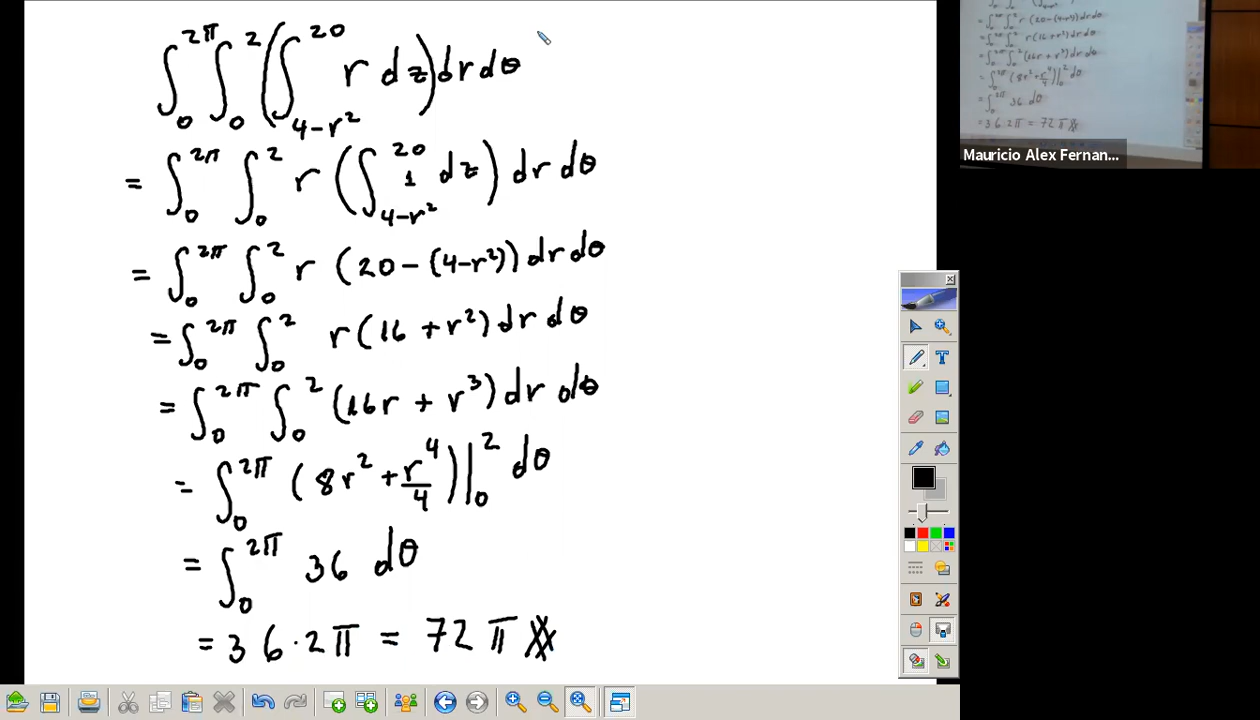 ∫₀^{2π} ∫₀^{2} (∫_{4-r²}^{20} r dz) dr dθ
= ∫₀^{2π} ∫₀^{2} r (∫_{4-r²}^{20} 1 dz) dr dθ
= ∫₀^{2π} ∫₀^{2} r (20-(4-r²)) dr dθ
= ∫₀^{2π} ∫₀^{2} r(16 + r²) dr dθ
= ∫₀^{2π} ∫₀^{2} (16r + r³) dr dθ
= ∫₀^{2π} (8r² + r⁴/4)|₀² dθ
= ∫₀^{2π} 36 dθ
= 36·2π = 72π
Mauricio Alex Fernan...